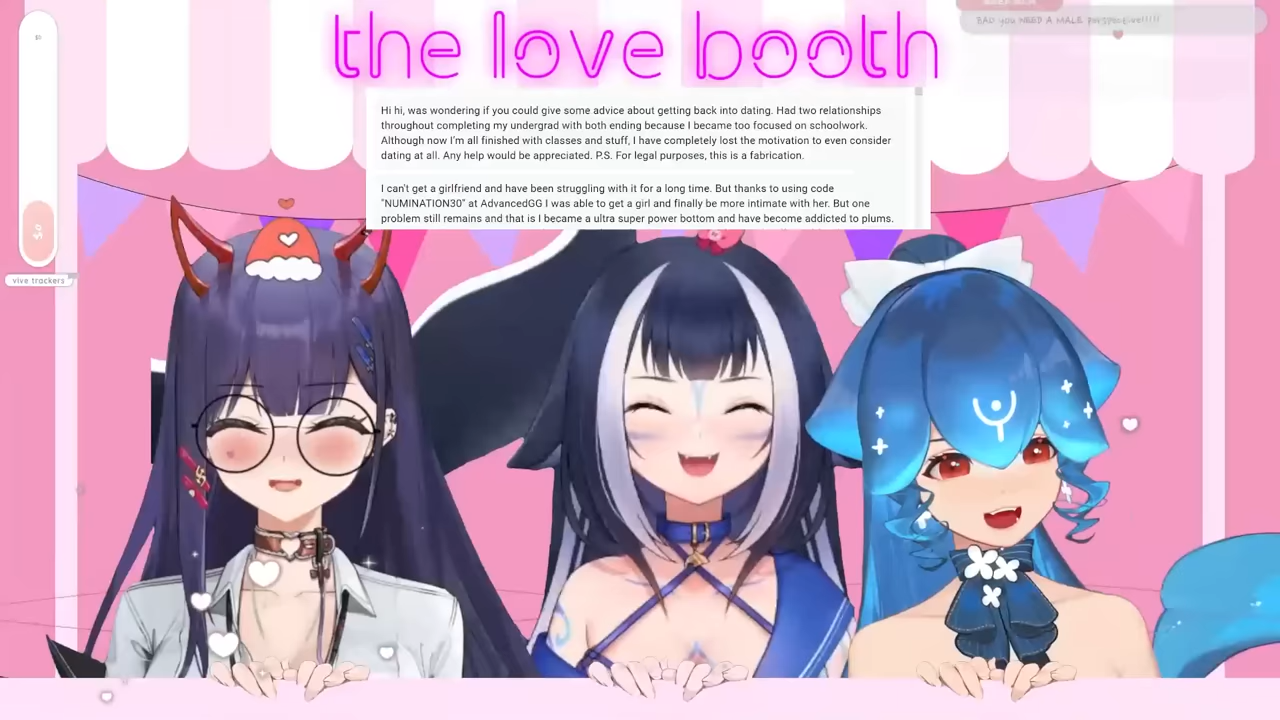 the love booth
BAD you NEED A MALE perspective!!!!!
Hi hi, was wondering if you could give some advice about getting back into dating. Had two relationships
throughout completing my undergrad with both ending because I became too focused on schoolwork.
Although now I'm all finished with classes and stuff, I have completely lost the motivation to even consider
dating at all. Any help would be appreciated. P.S. For legal purposes, this is a fabrication.
I can't get a girlfriend and have been struggling with it for a long time. But thanks to using code
"NUMINATION30" at AdvancedGG I was able to get a girl and finally be more intimate with her. But one
problem still remains and that is I became a ultra super power bottom and have become addicted to plums.
vive trackers